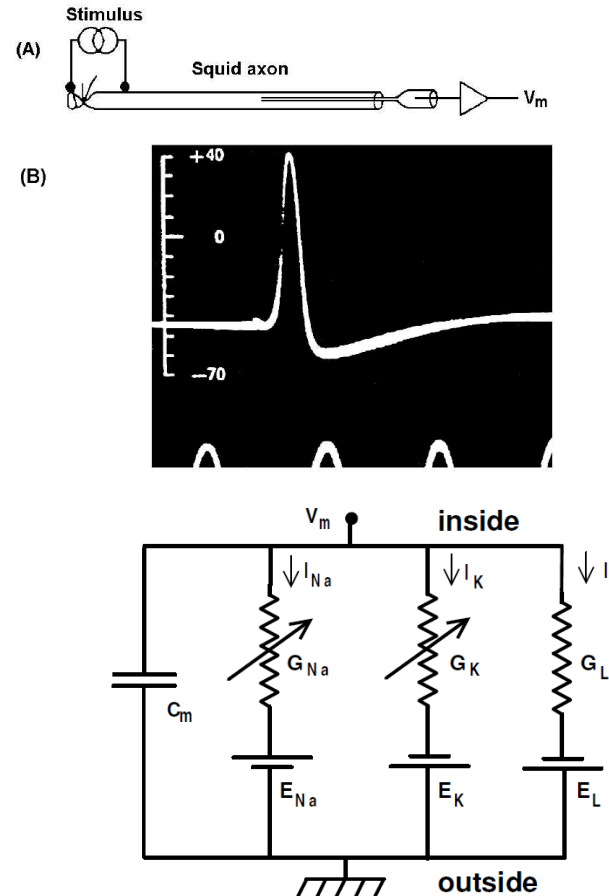 Stimulus
(A)
Squid axon
Vm
(B)
+40
0
−70
Vm
inside
INa
IK
I
GNa
GK
GL
Cm
ENa
EK
EL
outside